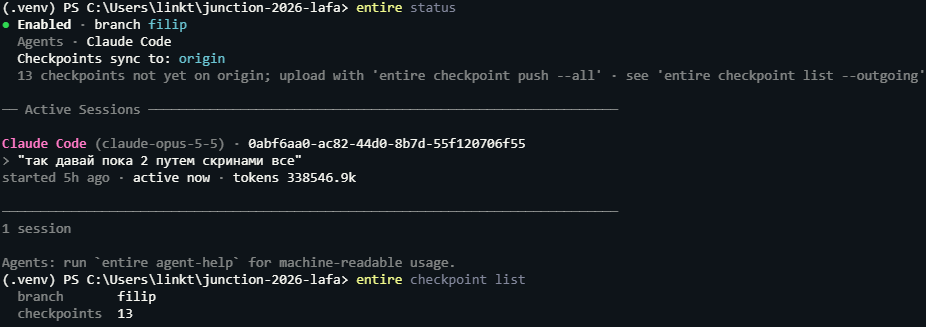 (.venv) PS C:\Users\linkt\junction-2026-lafa> entire status
● Enabled · branch filip
  Agents · Claude Code
  Checkpoints sync to: origin
  13 checkpoints not yet on origin; upload with 'entire checkpoint push --all' · see 'entire checkpoint list --outgoing'
── Active Sessions ──
Claude Code (claude-opus-5-5) · 0abf6aa0-ac82-44d0-8b7d-55f120706f55
> "так давай пока 2 путем скринами все"
started 5h ago · active now · tokens 338546.9k
1 session
Agents: run `entire agent-help` for machine-readable usage.
(.venv) PS C:\Users\linkt\junction-2026-lafa> entire checkpoint list
  branch       filip
  checkpoints  13